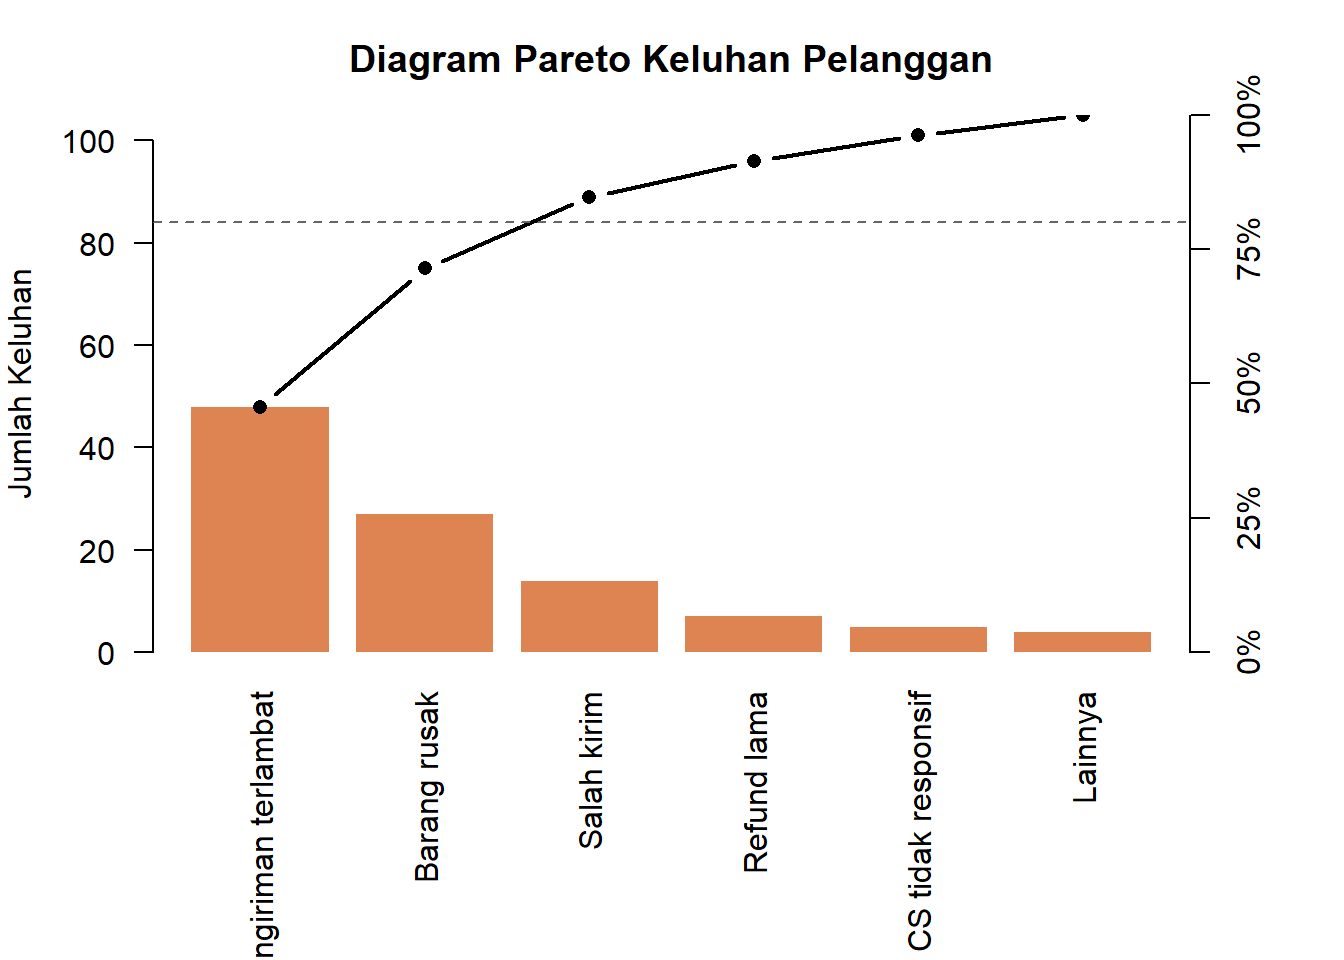 Diagram Pareto Keluhan Pelanggan
Jumlah Keluhan
100
80
60
40
20
0
100%
75%
50%
25%
0%
ngiriman terlambat
Barang rusak
Salah kirim
Refund lama
CS tidak responsif
Lainnya